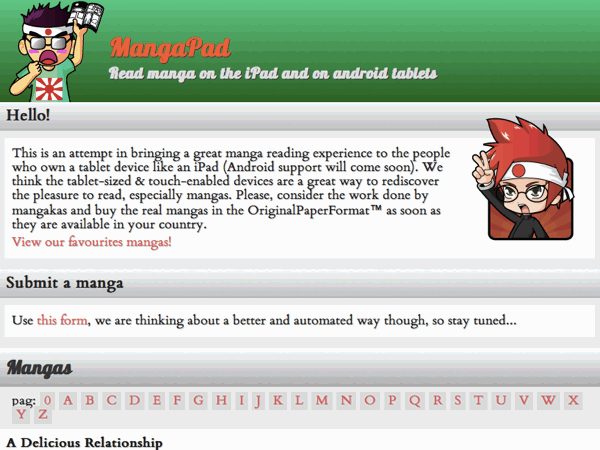 MangaPad
Read manga on the iPad and on android tablets
Hello!
This is an attempt in bringing a great manga reading experience to the people
who own a tablet device like an iPad (Android support will come soon). We
think the tablet-sized & touch-enabled devices are a great way to rediscover
the pleasure to read, especially mangas. Please, consider the work done by
mangakas and buy the real mangas in the OriginalPaperFormat™ as soon as
they are available in your country.
View our favourites mangas!
Submit a manga
Use this form, we are thinking about a better and automated way though, so stay tuned...
Mangas
pag: 0 A B C D E F G H I J K L M N O P Q R S T U V W X
Y Z
A Delicious Relationship